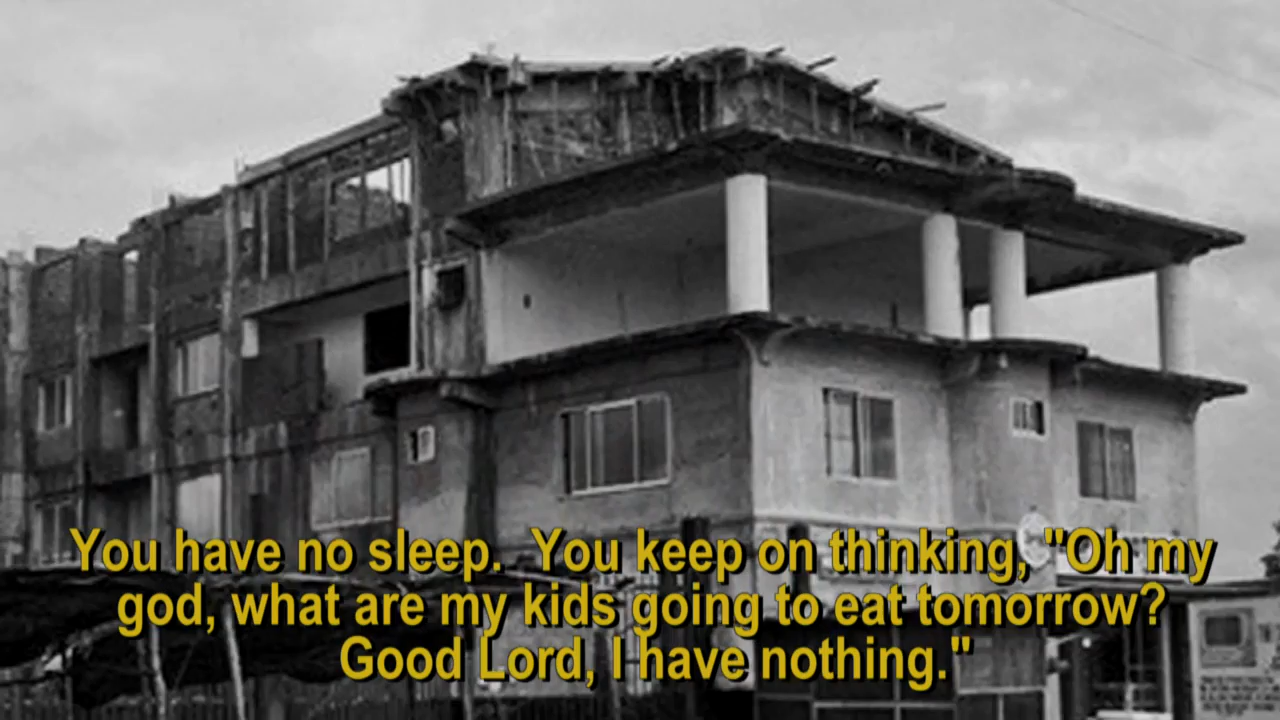 You have no sleep.  You keep on thinking, "Oh my
god, what are my kids going to eat tomorrow?
Good Lord, I have nothing."